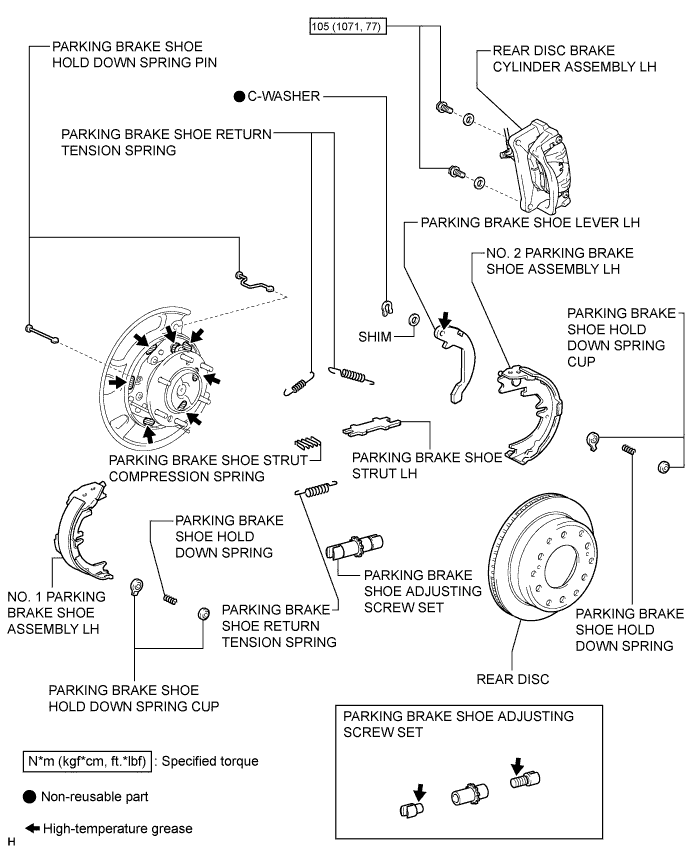 105 (1071, 77)
PARKING BRAKE SHOE
HOLD DOWN SPRING PIN
REAR DISC BRAKE
CYLINDER ASSEMBLY LH
C-WASHER
PARKING BRAKE SHOE RETURN
TENSION SPRING
PARKING BRAKE SHOE LEVER LH
NO. 2 PARKING BRAKE
SHOE ASSEMBLY LH
SHIM
PARKING BRAKE
SHOE HOLD
DOWN SPRING
CUP
PARKING BRAKE SHOE STRUT
COMPRESSION SPRING
PARKING BRAKE SHOE
STRUT LH
PARKING BRAKE
SHOE HOLD
DOWN SPRING
NO. 1 PARKING
BRAKE SHOE
ASSEMBLY LH
PARKING BRAKE
SHOE RETURN
TENSION SPRING
PARKING BRAKE
SHOE ADJUSTING
SCREW SET
PARKING BRAKE
SHOE HOLD
DOWN SPRING
REAR DISC
PARKING BRAKE SHOE
HOLD DOWN SPRING CUP
PARKING BRAKE SHOE ADJUSTING
SCREW SET
N*m (kgf*cm, ft.*lbf) : Specified torque
Non-reusable part
High-temperature grease
H